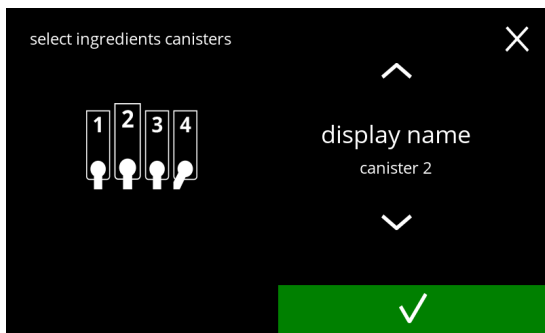 select ingredients canisters
1 2 3 4
display name
canister 2